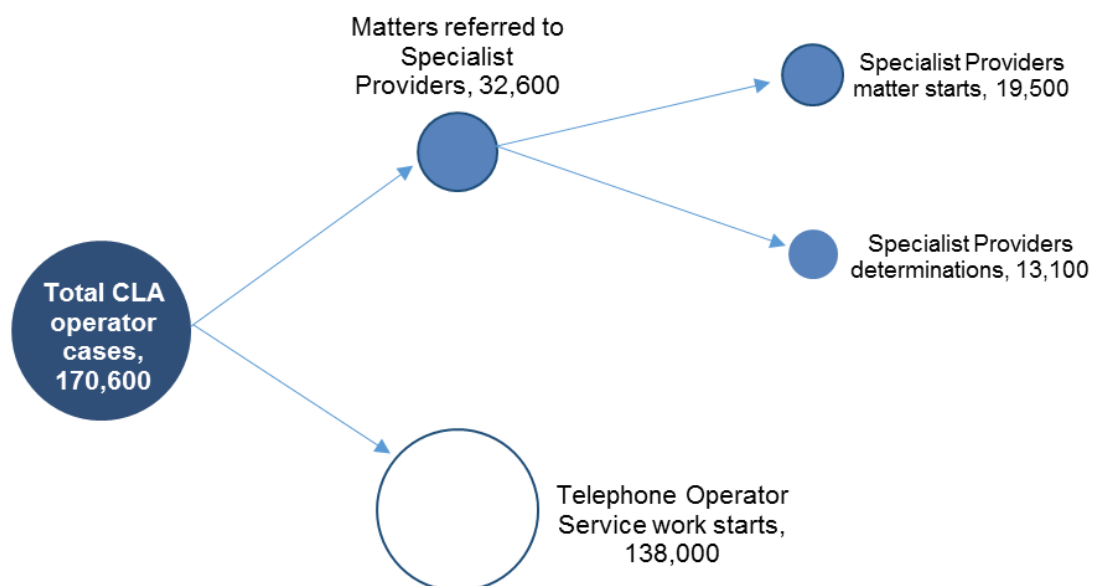 Matters referred to
Specialist
Providers, 32,600
Specialist Providers
matter starts, 19,500
Specialist Providers
determinations, 13,100
Total CLA
operator
cases,
170,600
Telephone Operator
Service work starts,
138,000